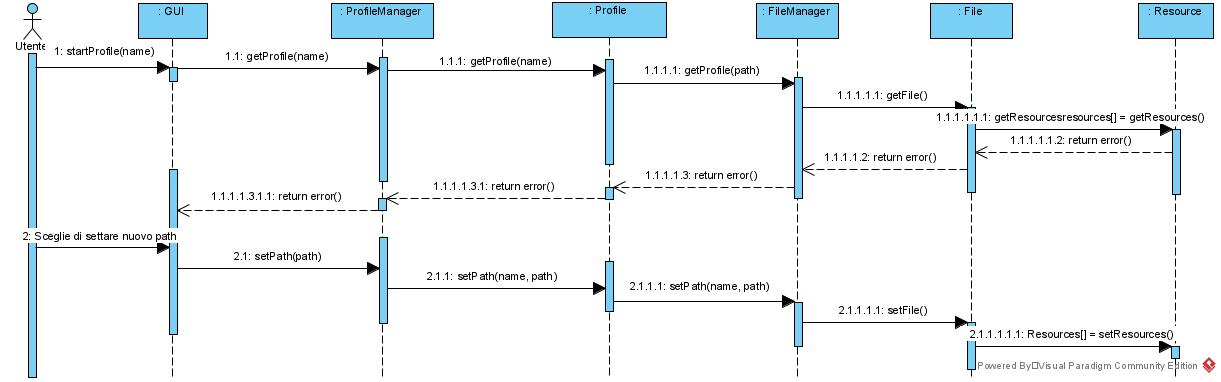 : GUI
: ProfileManager
: Profile
: FileManager
: File
: Resource
Utente
1: startProfile(name)
1.1: getProfile(name)
1.1.1: getProfile(name)
1.1.1.1: getProfile(path)
1.1.1.1.1: getFile()
1.1.1.1.1.1: getResourcesresources[] = getResources()
1.1.1.1.1.2: return error()
1.1.1.1.2: return error()
1.1.1.1.3: return error()
1.1.1.1.3.1: return error()
1.1.1.1.3.1.1: return error()
2: Sceglie di settare nuovo path
2.1: setPath(path)
2.1.1: setPath(name, path)
2.1.1.1: setPath(name, path)
2.1.1.1.1: setFile()
2.1.1.1.1.1: Resources[] = setResources()
Powered By Visual Paradigm Community Edition